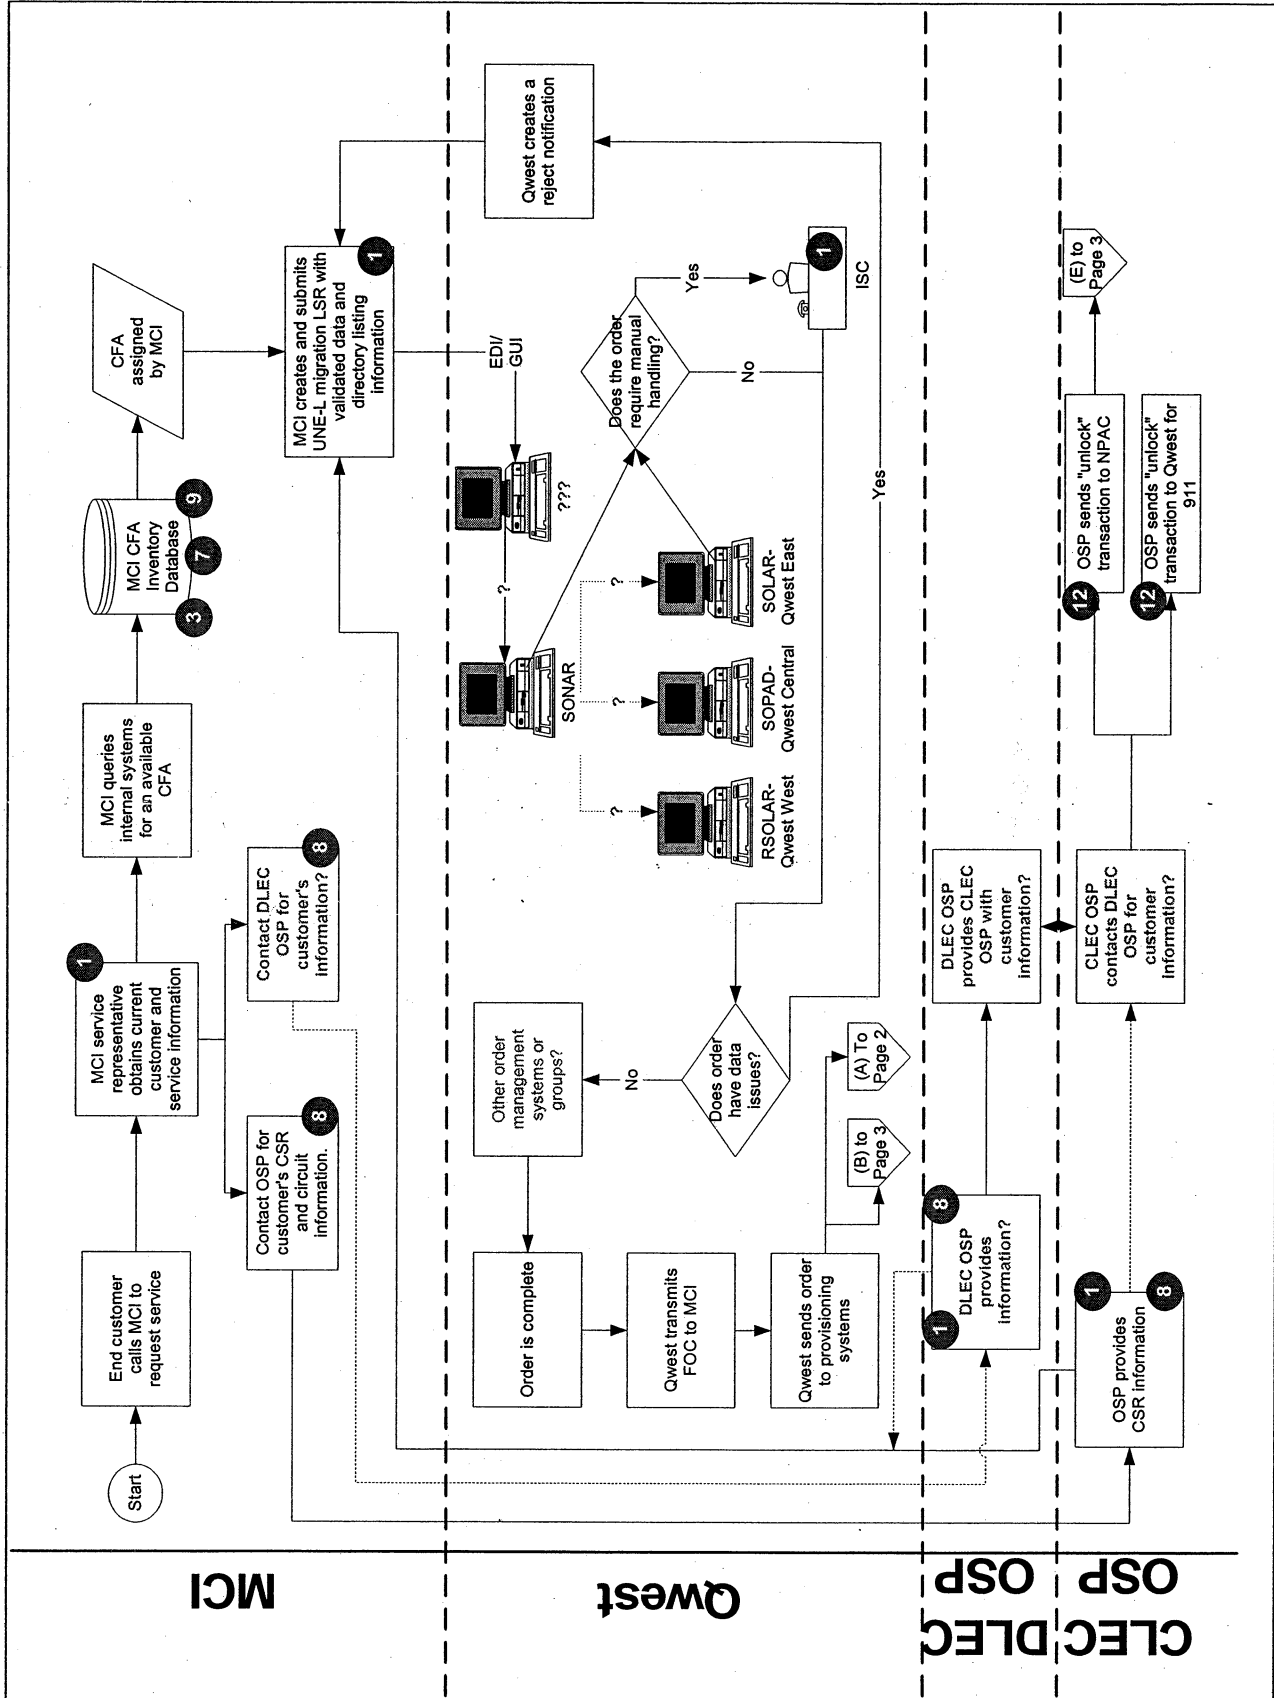 MCI
Start
End customer
calls MCI to
request service
1
MCI service
representative
obtains current
customer and
service information
MCI queries
internal systems
for an available
CFA
MCI CFA
Inventory
Database
3
7
9
CFA
assigned
by MCI
Contact OSP for
customer's CSR
and circuit
information.
8
Contact DLEC
OSP for
customer's
information?
8
MCI creates and submits
UNE-L migration LSR with
validated data and
directory listing
information
1
Qwest
EDI/
GUI
???
?
SONAR
?
?
?
RSOLAR-
Qwest West
SOPAD-
Qwest Central
SOLAR-
Qwest East
Does the order
require manual
handling?
Yes
No
1
ISC
Qwest creates a
reject notification
Yes
Does order
have data
issues?
No
Other order
management
systems or
groups?
Order is complete
Qwest transmits
FOC to MCI
Qwest sends order
to provisioning
systems
(B) to
Page 3
(A) To
Page 2
DLEC
OSP
1
8
DLEC OSP
provides
information?
DLEC OSP
provides CLEC
OSP with
customer
information?
CLEC
OSP
OSP provides
CSR information
1
8
CLEC OSP
contacts DLEC
OSP for
customer
information?
12
OSP sends "unlock"
transaction to NPAC
(E) to
Page 3
12
OSP sends "unlock"
transaction to Qwest for
911